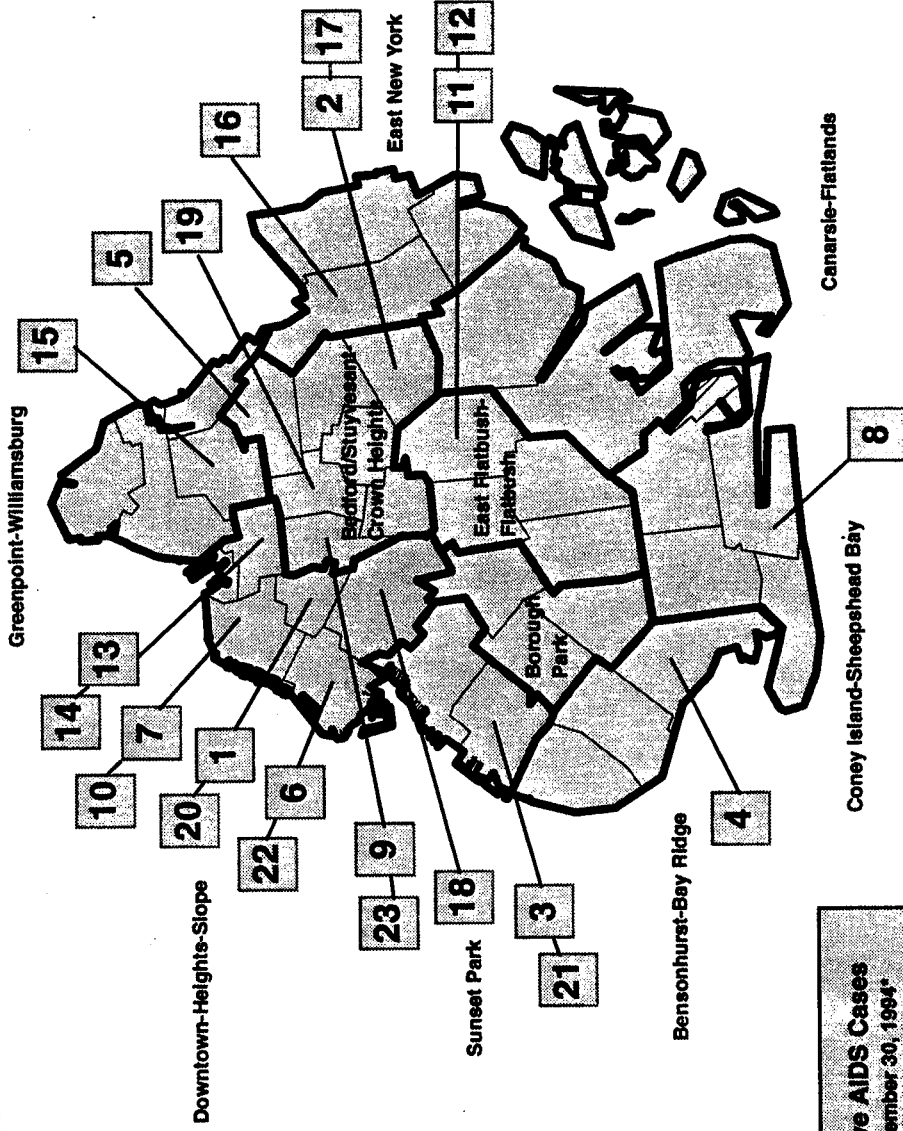 Greenpoint-Williamsburg
15
5
19
16
2
17
East New York
11
12
14
13
10
7
20
1
22
6
Downtown-Heights-Slope
9
23
18
Sunset Park
3
21
Bedford/Stuyvesant-
Crown Heights
East Flatbush-
Flatbush
Borough
Park
Bensonhurst-Bay Ridge
4
Coney Island-Sheepshead Bay
8
Canarsie-Flatlands
AIDS Cases
30, 1994*